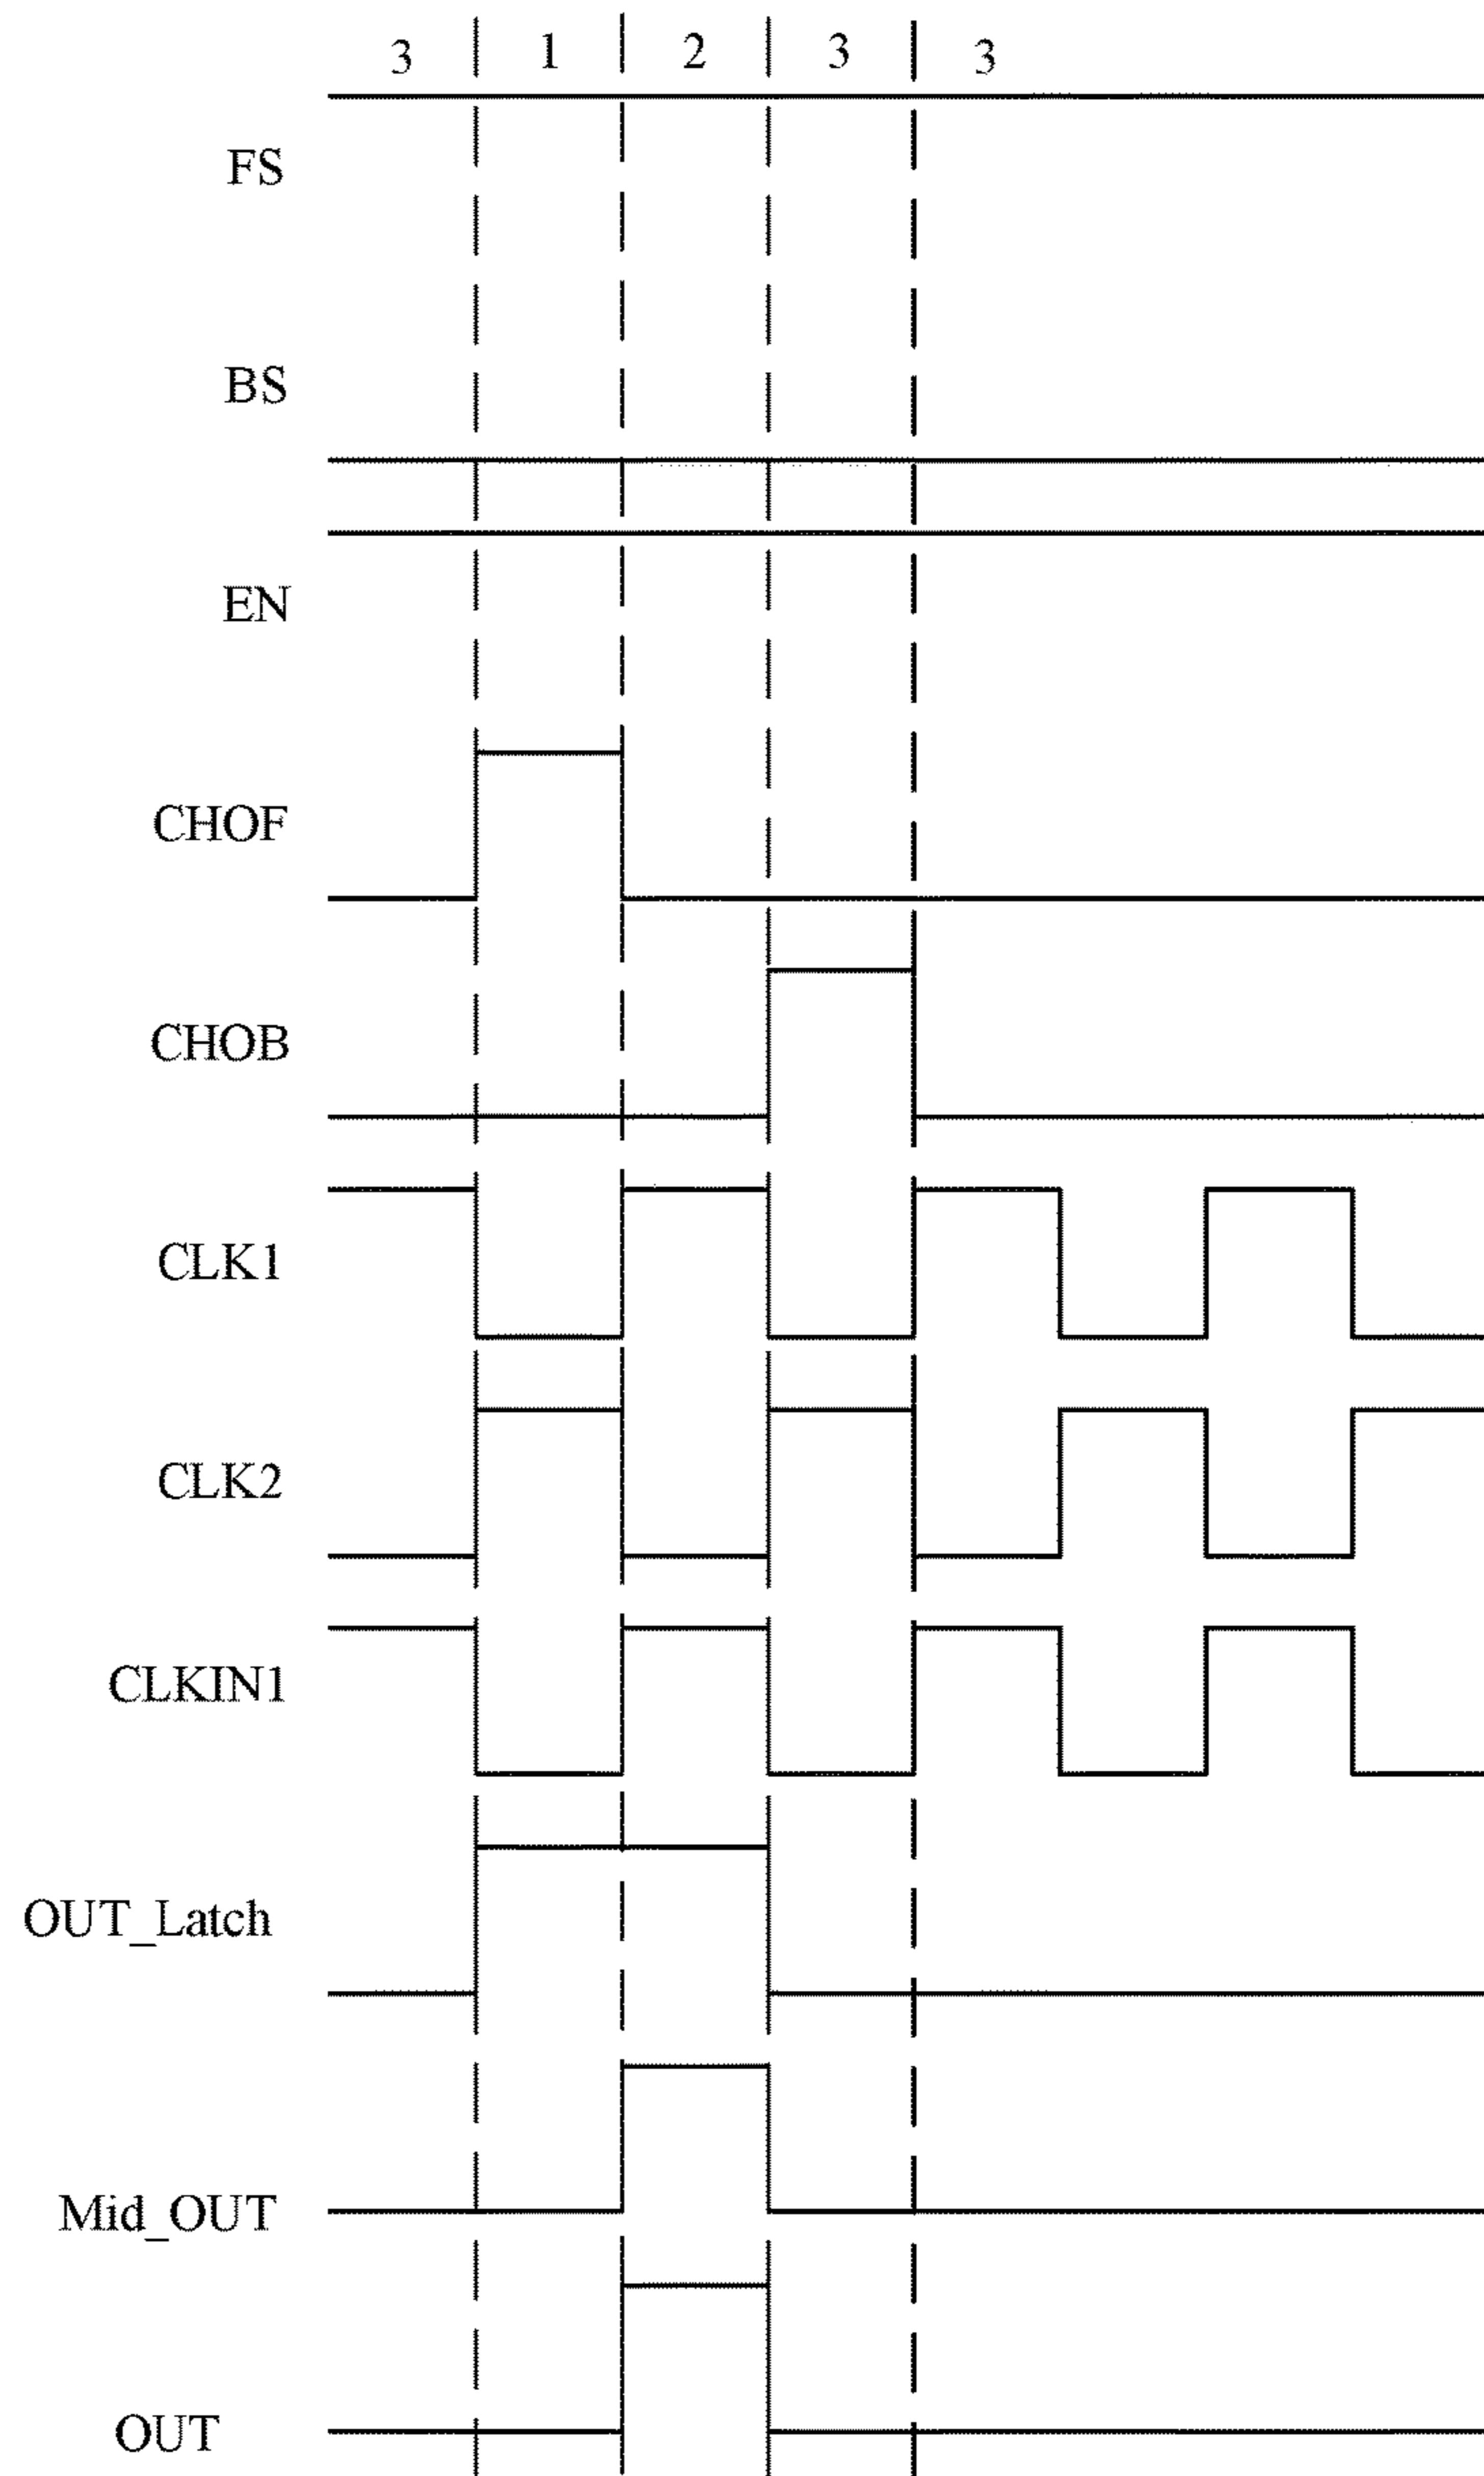 3 1 2 3 3
FS
BS
EN
CHOF
CHOB
CLK1
CLK2
CLKIN1
OUT_Latch
Mid_OUT
OUT